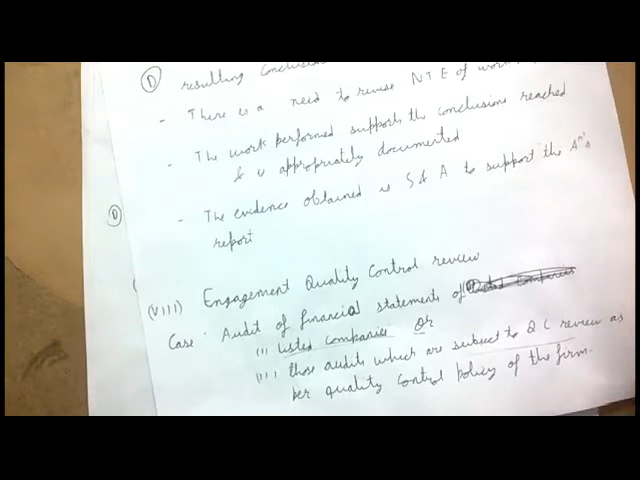 D resulting conclusions
- There is a need to revise NTE of work
- The work performed supports the conclusions reached
& is appropriately documented
D
- The evidence obtained is S & A to support the Am's
report
(VIII) Engagement Quality Control review
Case : Audit of financial statements of
(i) listed companies Or
(ii) those audits which are subject to Q C review as
per quality control policy of the firm.